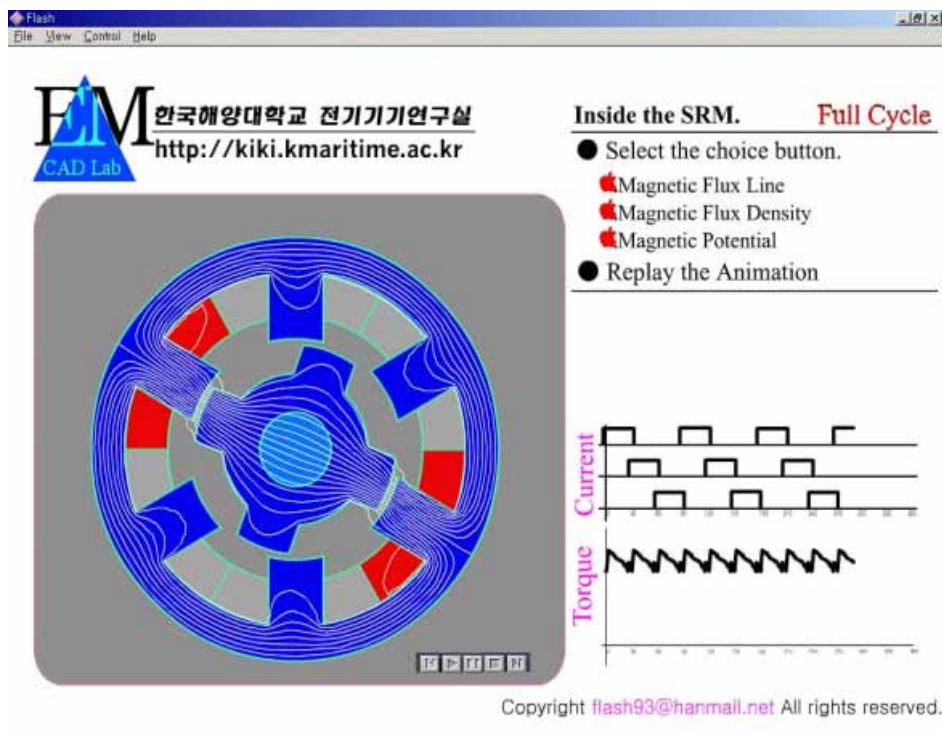 Flash
File View Control Help
EM
CAD Lab
한국해양대학교 전기기기연구실
http://kiki.kmaritime.ac.kr
Inside the SRM. Full Cycle
Select the choice button.
Magnetic Flux Line
Magnetic Flux Density
Magnetic Potential
Replay the Animation
Current
Torque
Copyright flash93@hanmail.net All rights reserved.